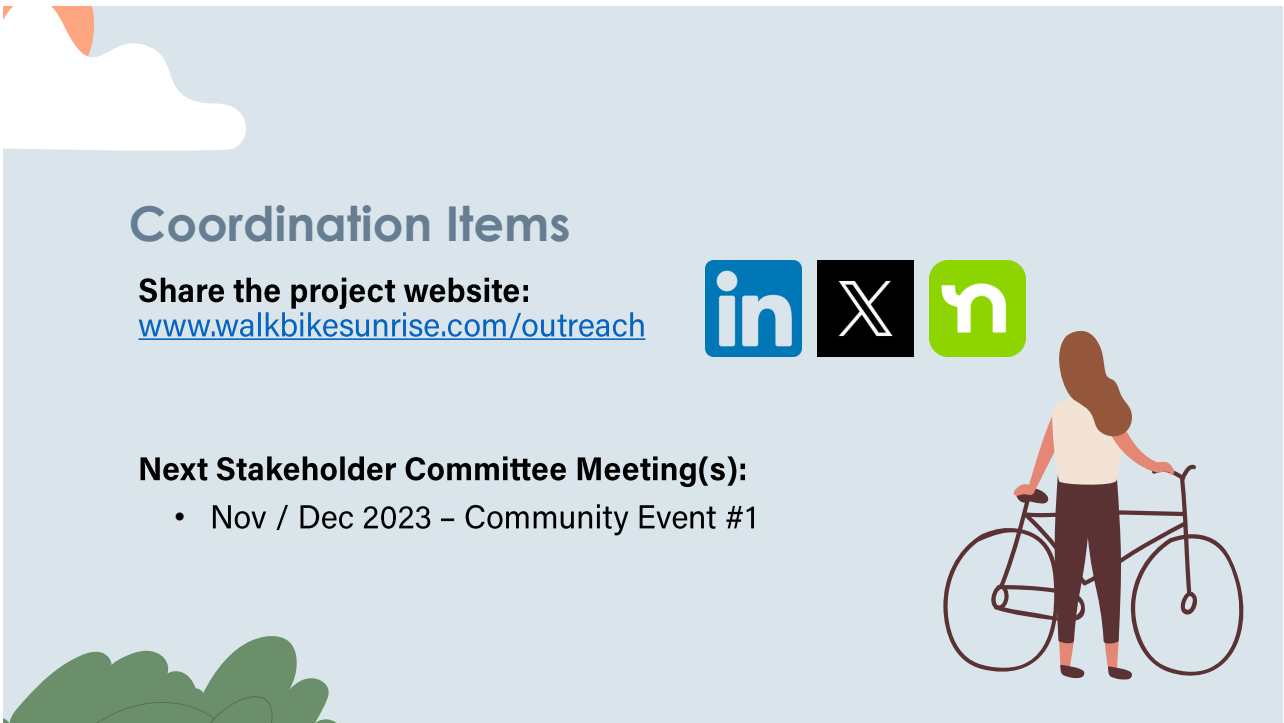 Coordination Items
Share the project website:
www.walkbikesunrise.com/outreach
in X n
Next Stakeholder Committee Meeting(s):
• Nov / Dec 2023 – Community Event #1